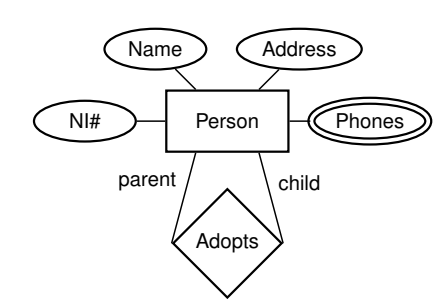 Name
Address
NI#
Person
Phones
parent
child
Adopts